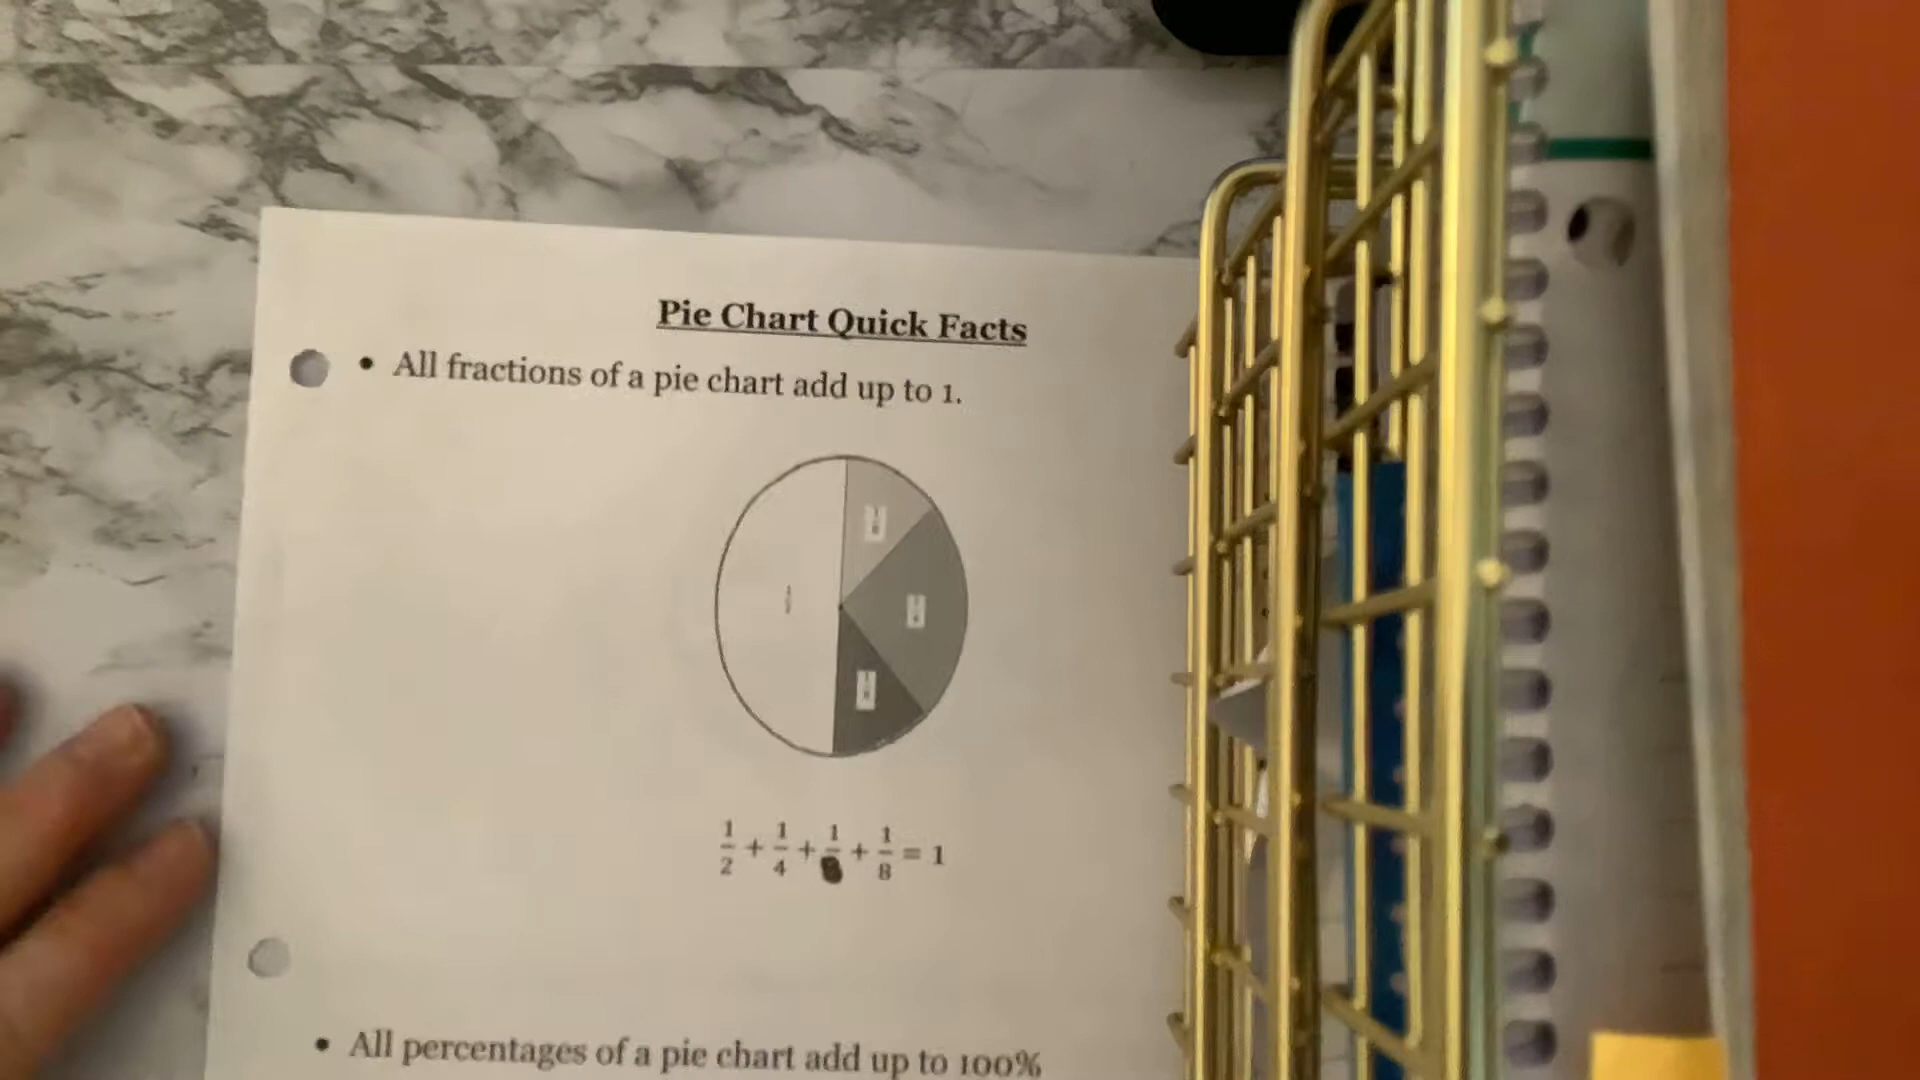 Pie Chart Quick Facts
• All fractions of a pie chart add up to 1.
1/2 + 1/4 + 1/8 + 1/8 = 1
• All percentages of a pie chart add up to 100%